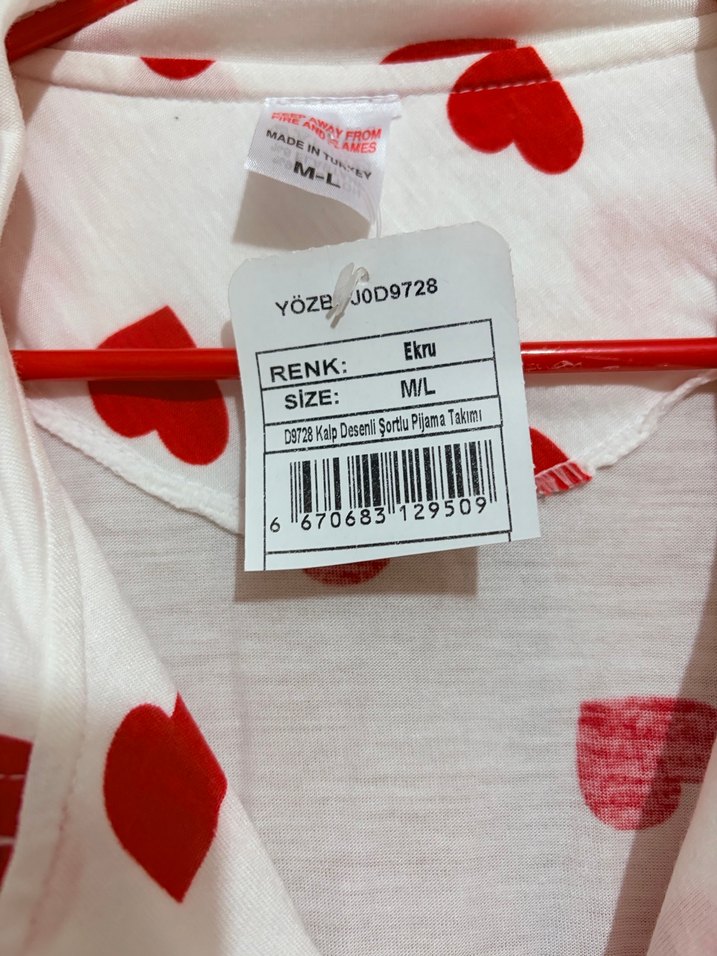 KEEP AWAY FROM
FIRE AND FLAMES
MADE IN TURKEY
M-L
J0D9728
RENK: Ekru
SİZE: M/L
D9728 Kalp Desenli Şortlu Pijama Takımı
6 670683 129509